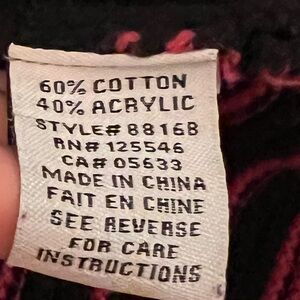 60% COTTON
40% ACRYLIC
STYLE# 8816B
RN# 125546
CA# 05633
MADE IN CHINA
FAIT EN CHINE
SEE REVERSE
FOR CARE
INSTRUCTIONS